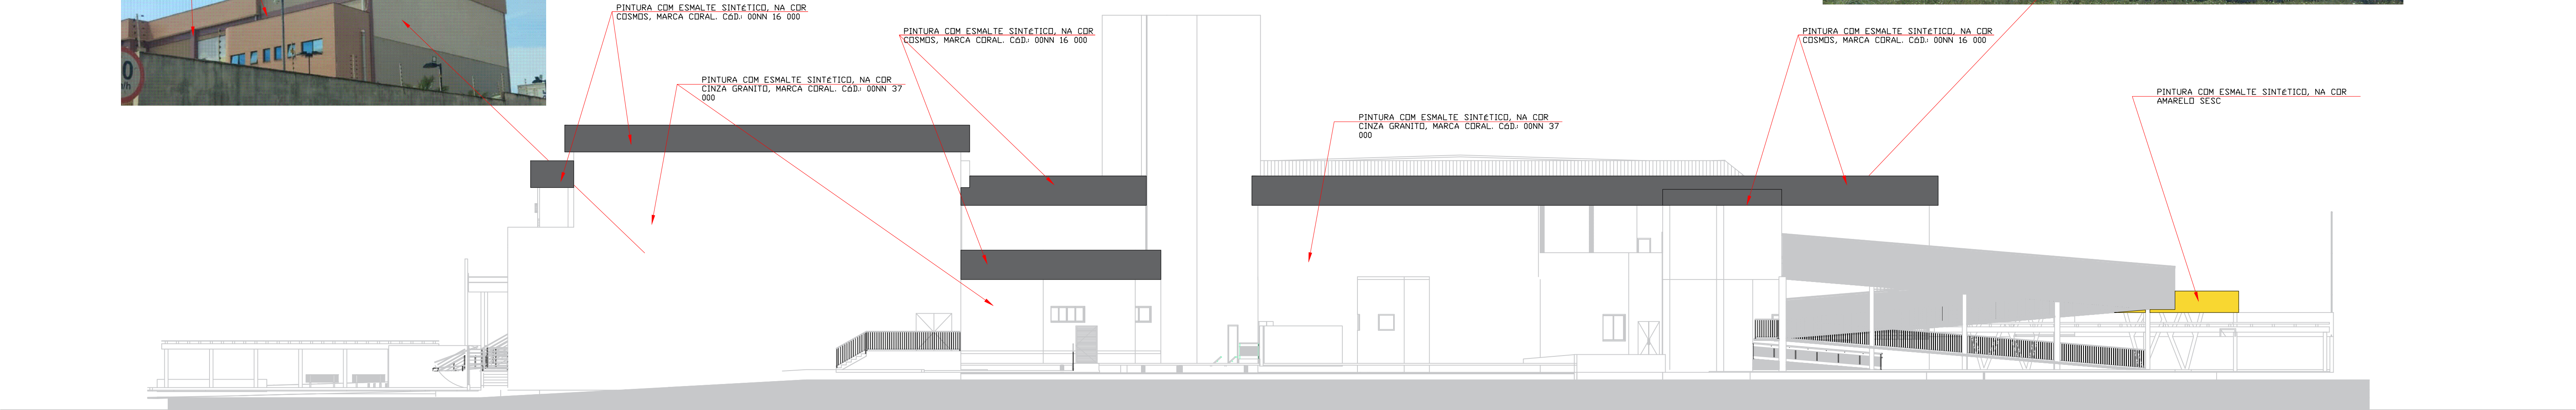 PINTURA COM ESMALTE SINTÉTICO, NA COR
COSMOS, MARCA CORAL. CÓD.: 00NN 16 000
PINTURA COM ESMALTE SINTÉTICO, NA COR
COSMOS, MARCA CORAL. CÓD.: 00NN 16 000
PINTURA COM ESMALTE SINTÉTICO, NA COR
COSMOS, MARCA CORAL. CÓD.: 00NN 16 000
PINTURA COM ESMALTE SINTÉTICO, NA COR
CINZA GRANITO, MARCA CORAL. CÓD.: 00NN 37
000
PINTURA COM ESMALTE SINTÉTICO, NA COR
AMARELO SESC
PINTURA COM ESMALTE SINTÉTICO, NA COR
CINZA GRANITO, MARCA CORAL. CÓD.: 00NN 37
000